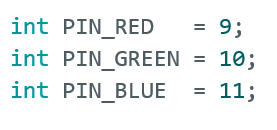 int PIN_RED   = 9;
int PIN_GREEN = 10;
int PIN_BLUE  = 11;